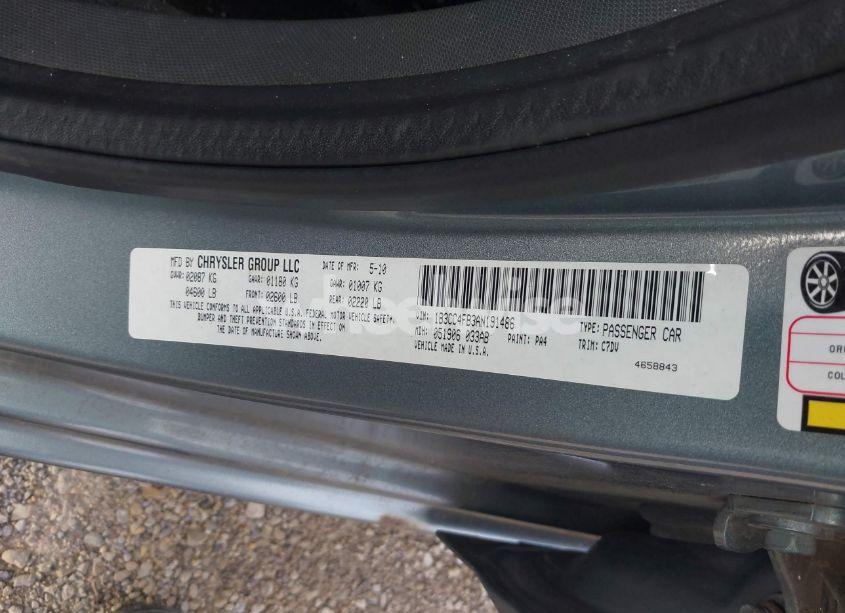 MFD BY CHRYSLER GROUP LLC DATE OF MFR: 5-10
GVWR: 02087 KG GAWR: 01180 KG GAWR: 01007 KG
04600 LB FRONT: 02600 LB REAR: 02220 LB
THIS VEHICLE CONFORMS TO ALL APPLICABLE U.S.A. FEDERAL MOTOR VEHICLE SAFETY,
BUMPER AND THEFT PREVENTION STANDARDS IN EFFECT ON
THE DATE OF MANUFACTURE SHOWN ABOVE.
VIN: 1B3CC4FB3AN191486 TYPE: PASSENGER CAR
MDH: 051906 033AB PAINT: PA4 TRIM: C7DV
VEHICLE MADE IN U.S.A.
4658843
COL